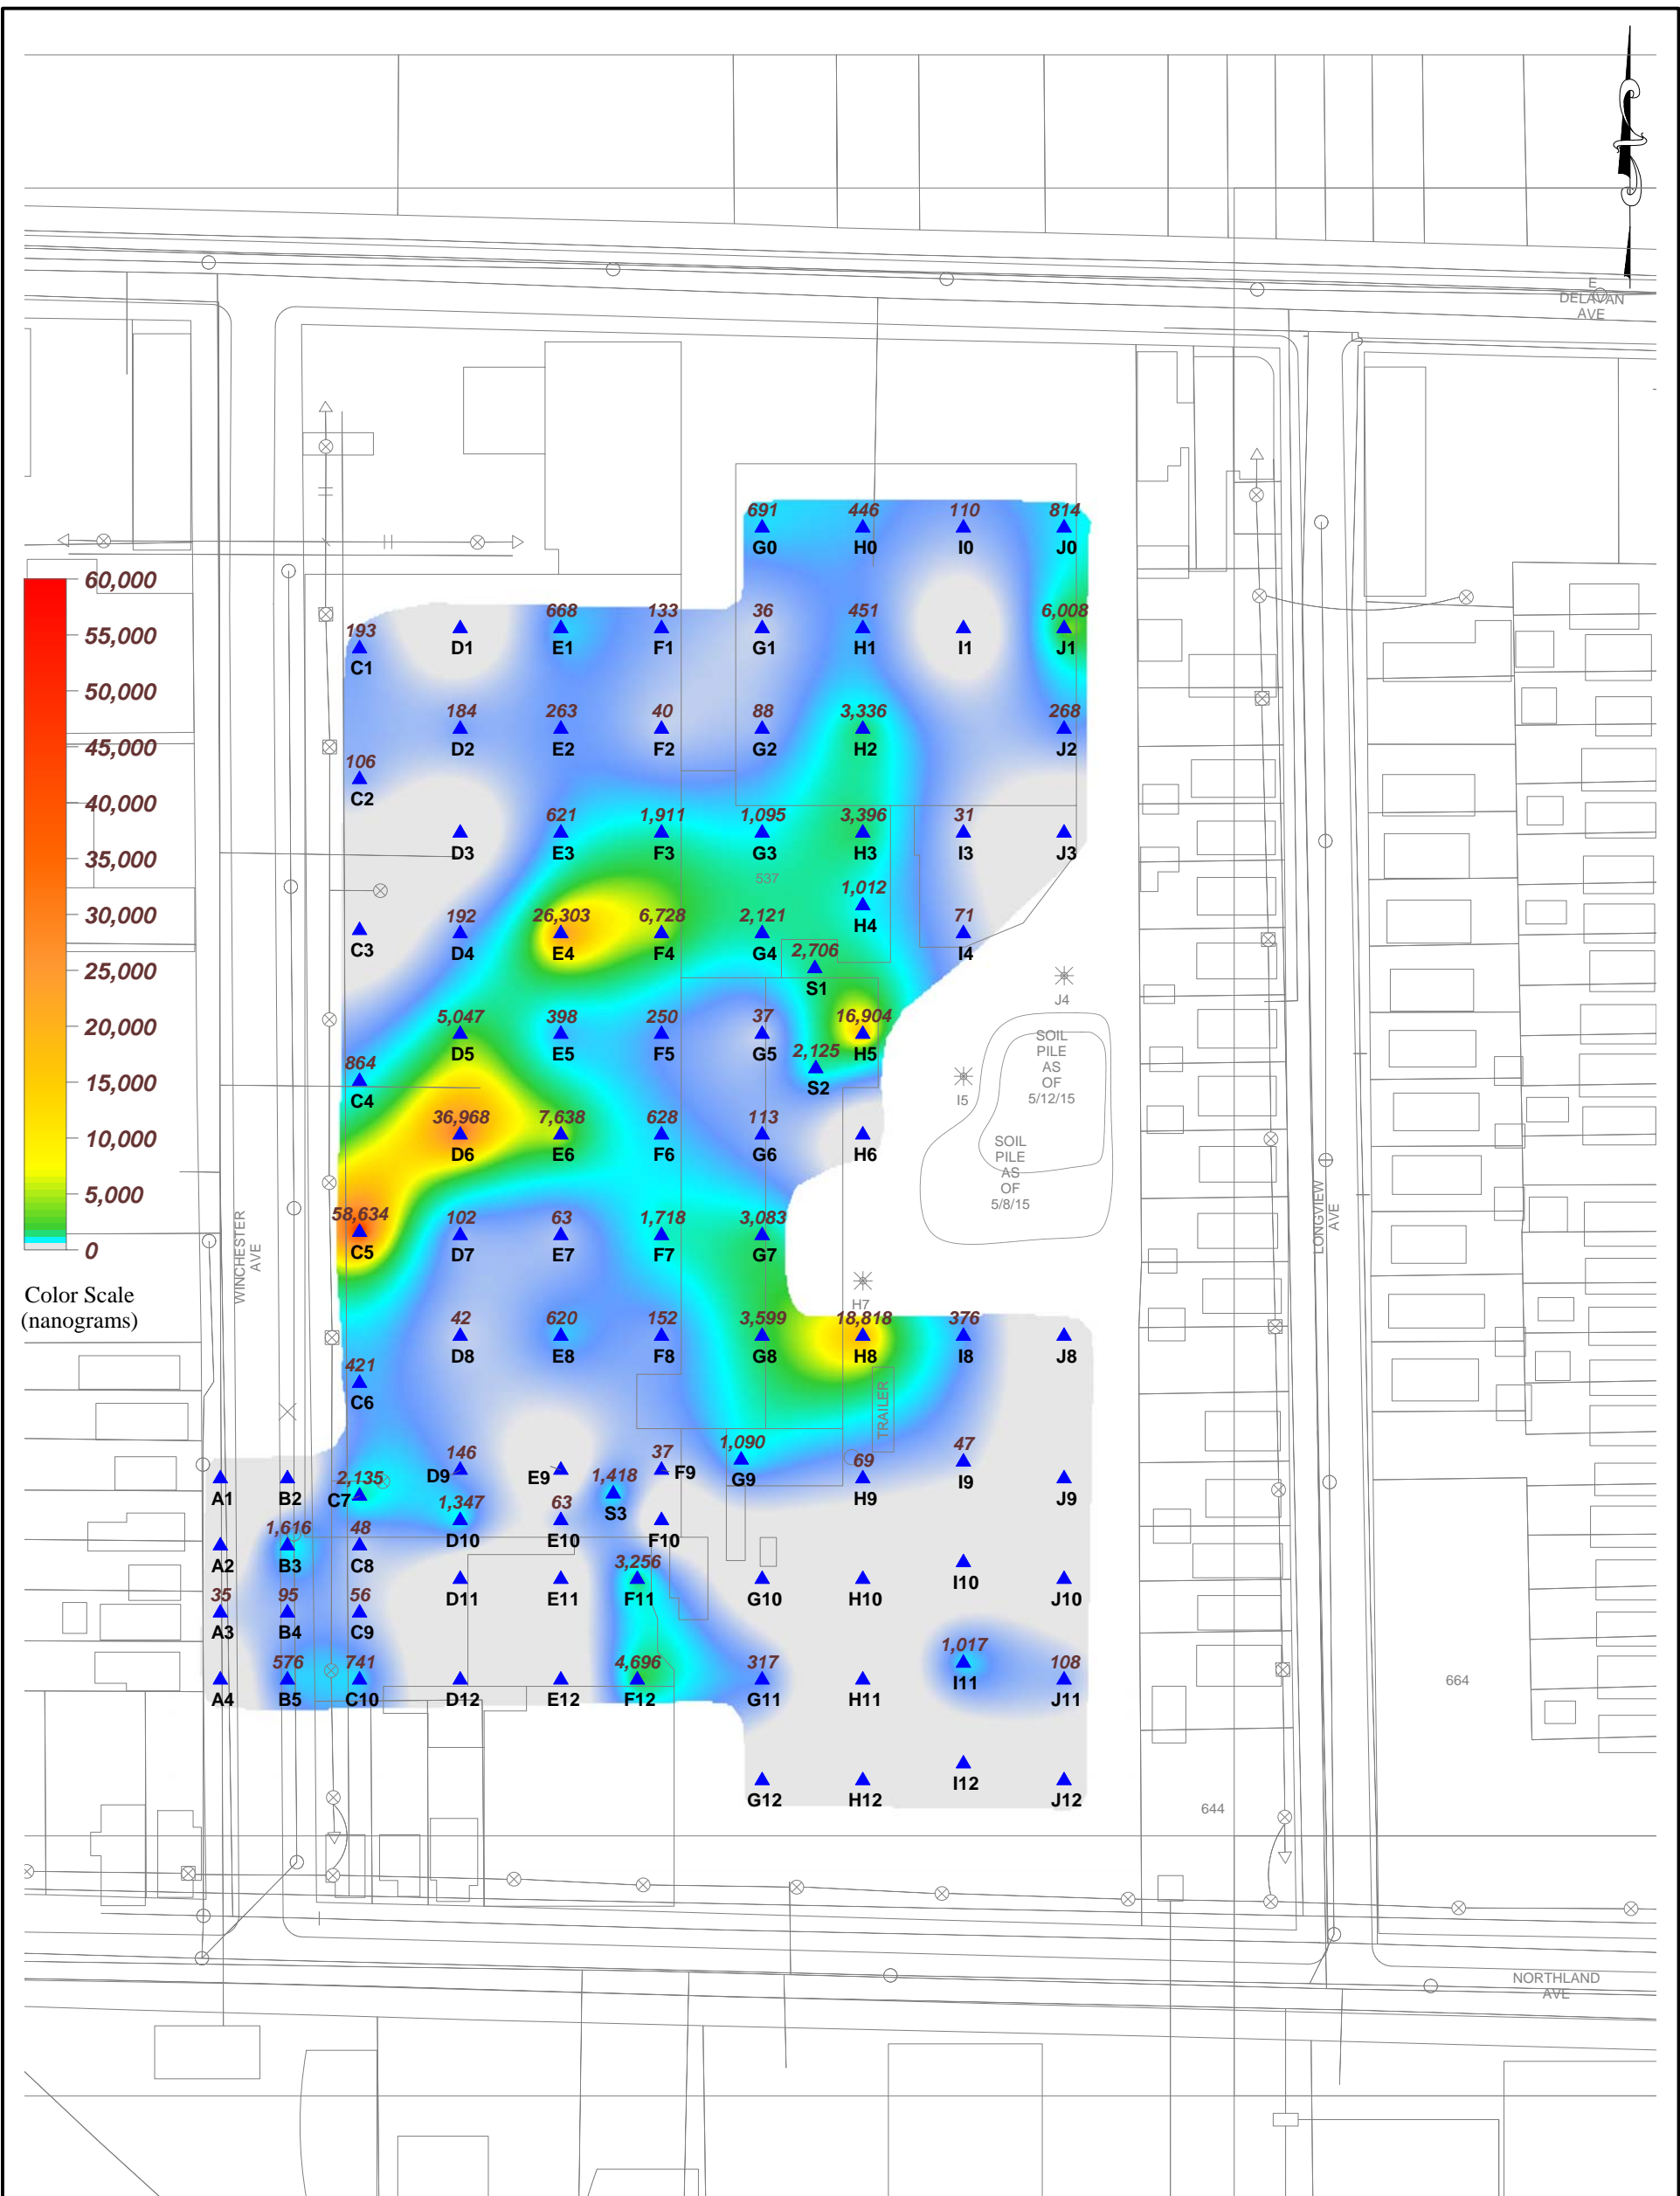 E
DELAVAN
AVE
691 446 110 814
G0 H0 I0 J0
60,000
668 133 36 451 6,008
193
D1 E1 F1 G1 H1 I1 J1
C1
55,000
50,000
184 263 40 88 3,336 268
D2 E2 F2 G2 H2 J2
45,000
106
C2
40,000
621 1,911 1,095 3,396 31
D3 E3 F3 G3 H3 I3 J3
35,000
537
1,012
H4
30,000
192 26,303 6,728 2,121 71
C3 D4 E4 F4 G4 I4
2,706
S1
25,000
J4
20,000
5,047 398 250 37 16,904
D5 E5 F5 G5 H5
2,125
S2
SOIL
PILE
AS
OF
5/12/15
864
C4
15,000
I5
10,000
36,968 7,638 628 113
D6 E6 F6 G6 H6
SOIL
PILE
AS
OF
5/8/15
5,000
58,634 102 63 1,718 3,083
C5 D7 E7 F7 G7
0
WINCHESTER
AVE
LONGVIEW
AVE
Color Scale
(nanograms)
H7
42 620 152 3,599 18,818 376
D8 E8 F8 G8 H8 I8 J8
421
C6
TRAILER
146 37 1,090 69 47
D9 E9 F9 G9 H9 I9 J9
A1 B2 2,135
C7
1,418
S3
1,347 63
D10 E10 F10
1,616 48
A2 B3 C8
3,256
D11 E11 F11 G10 H10 I10 J10
35 95 56
A3 B4 C9
1,017
I11
576 741 4,696 317 108
A4 B5 C10 D12 E12 F12 G11 H11 J11
664
G12 H12 I12 J12
644
NORTHLAND
AVE